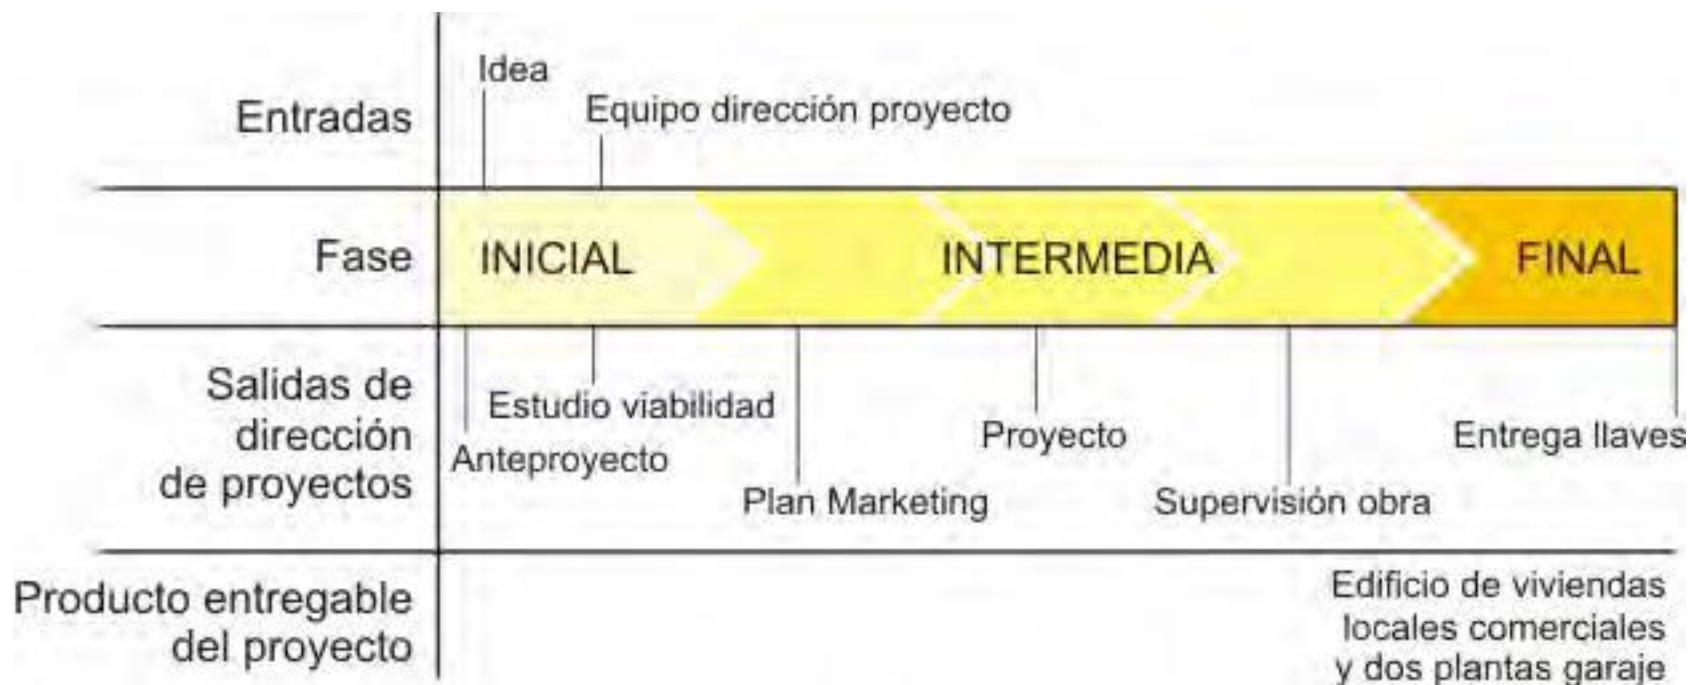 Idea
Entradas
Equipo dirección proyecto
Fase
INICIAL
INTERMEDIA
FINAL
Salidas de
dirección
de proyectos
Estudio viabilidad
Anteproyecto
Plan Marketing
Proyecto
Supervisión obra
Entrega llaves
Producto entregable
del proyecto
Edificio de viviendas
locales comerciales
y dos plantas garaje